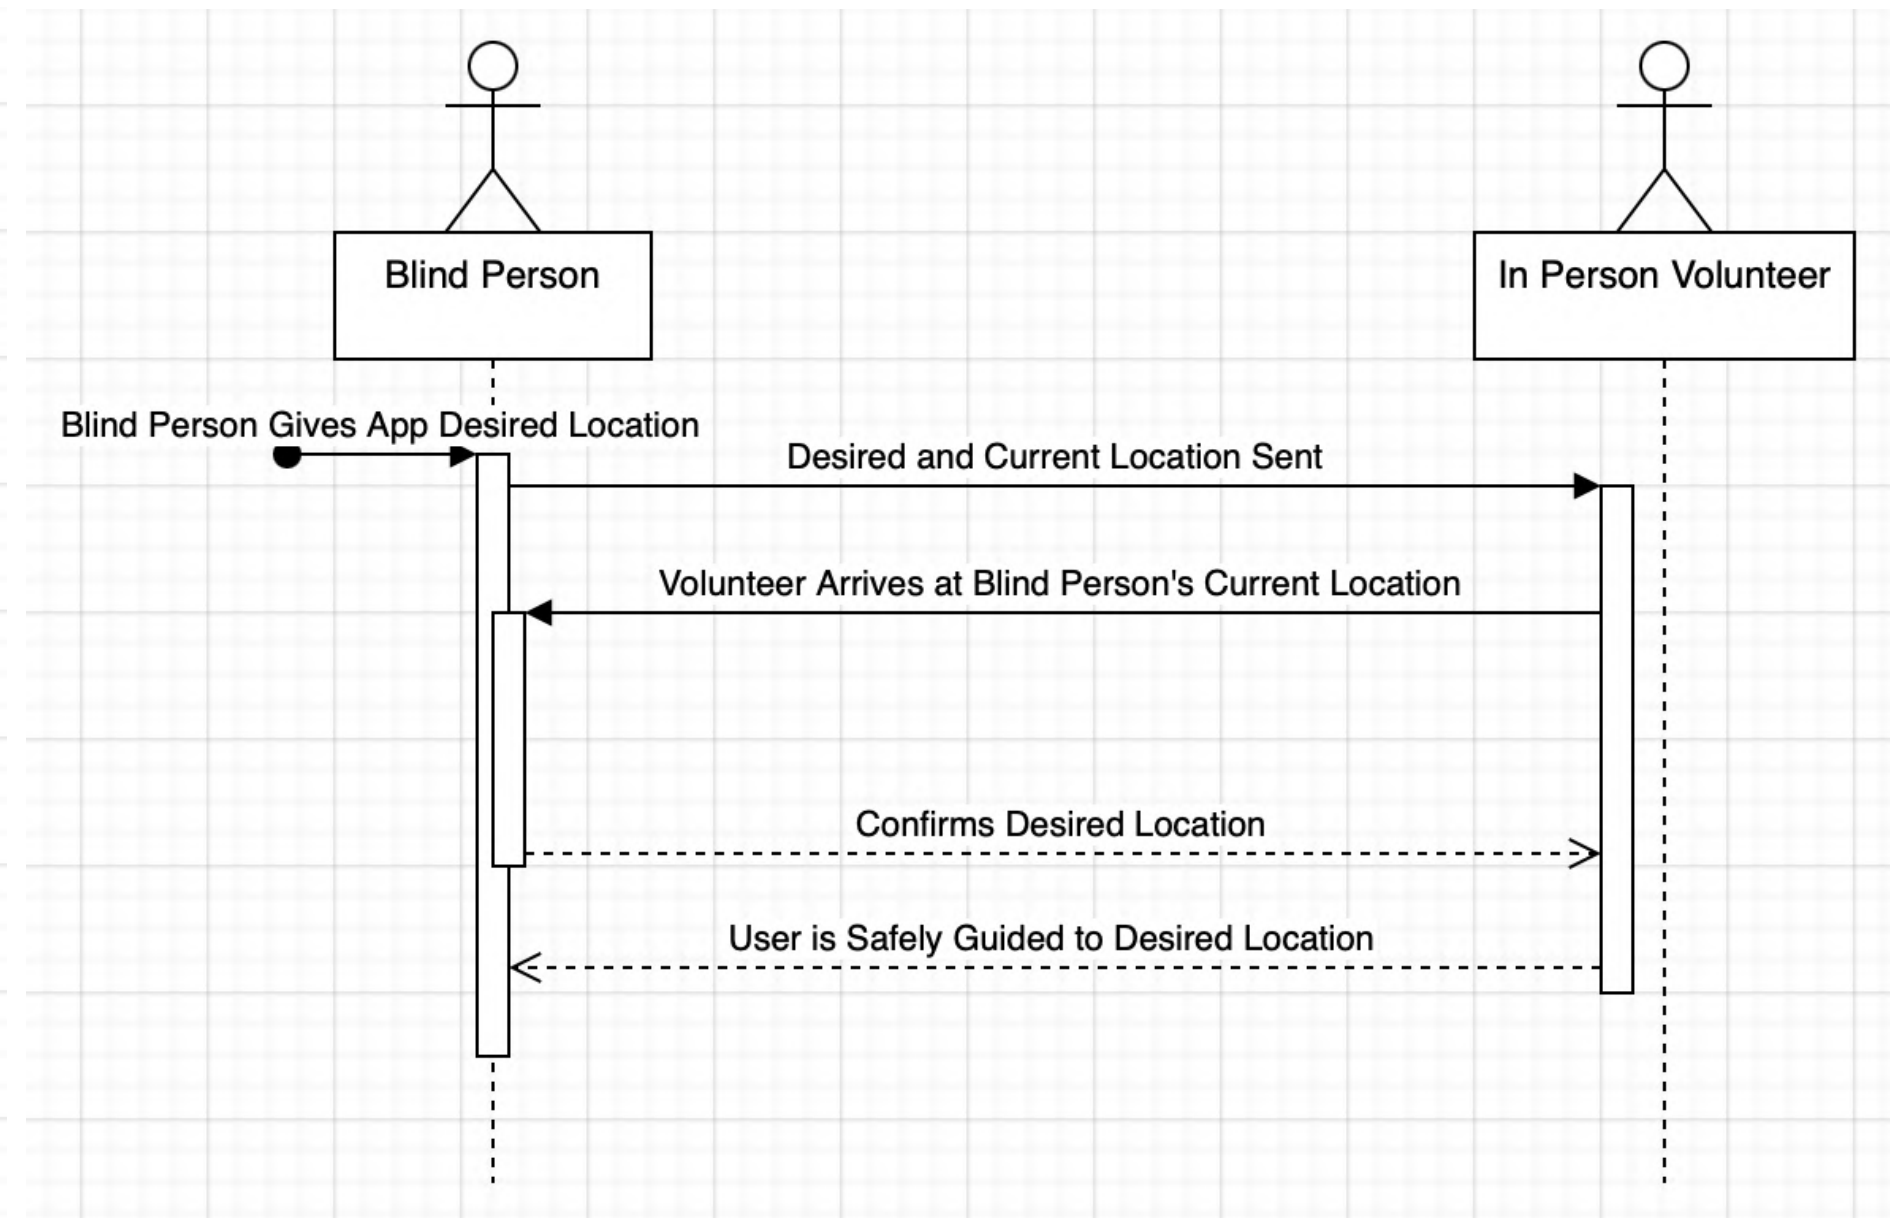 Blind Person
In Person Volunteer
Blind Person Gives App Desired Location
Desired and Current Location Sent
Volunteer Arrives at Blind Person's Current Location
Confirms Desired Location
User is Safely Guided to Desired Location